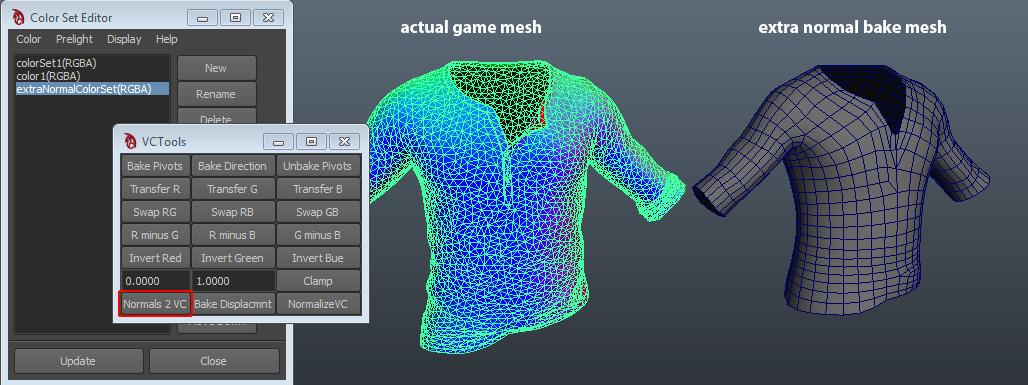 Color Set Editor
Color Prelight Display Help
colorSet1(RGBA)
color1(RGBA)
extraNormalColorSet(RGBA)
New
Rename
Delete
VCTools
Bake Pivots Bake Direction Unbake Pivots
Transfer R Transfer G Transfer B
Swap RG Swap RB Swap GB
R minus G R minus B G minus B
Invert Red Invert Green Invert Bue
0.0000 1.0000 Clamp
Normals 2 VC Bake Displacmnt NormalizeVC
Update Close
actual game mesh
extra normal bake mesh